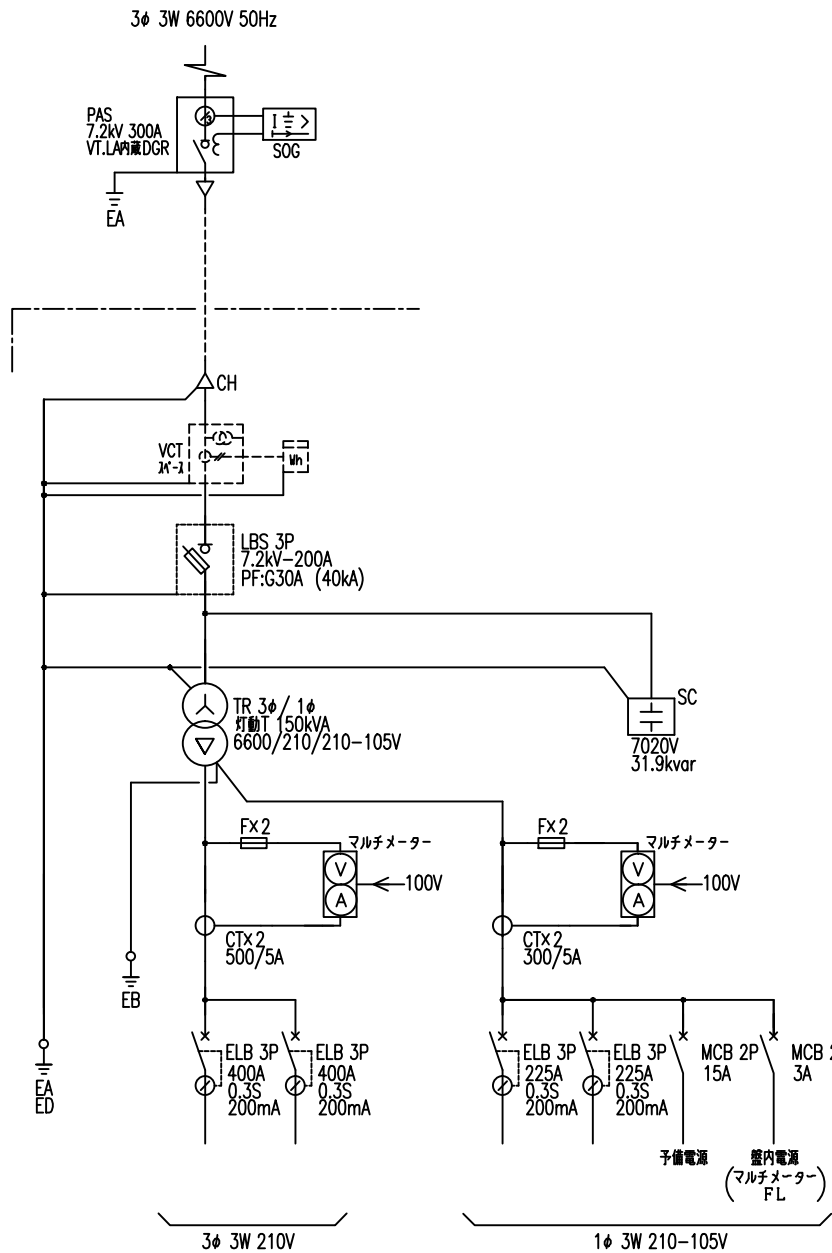 3φ 3W 6600V 50Hz
PAS
7.2kV 300A
VT.LA内蔵DGR
I >
SOG
EA
CH
VCT
ｽﾍﾟｰｽ
Wh
LBS 3P
7.2kV-200A
PF:G30A (40kA)
TR 3φ/1φ
灯動T 150kVA
6600/210/210-105V
SC
7020V
31.9kvar
F×2
マルチメーター
V
A
100V
CT×2
500/5A
F×2
マルチメーター
V
A
100V
CT×2
300/5A
EB
EA
ED
ELB 3P
400A
0.3S
200mA
ELB 3P
400A
0.3S
200mA
ELB 3P
225A
0.3S
200mA
ELB 3P
225A
0.3S
200mA
MCB 2P
15A
MCB 2
3A
予備電源
盤内電源
(マルチメーター
FL)
3φ 3W 210V
1φ 3W 210-105V